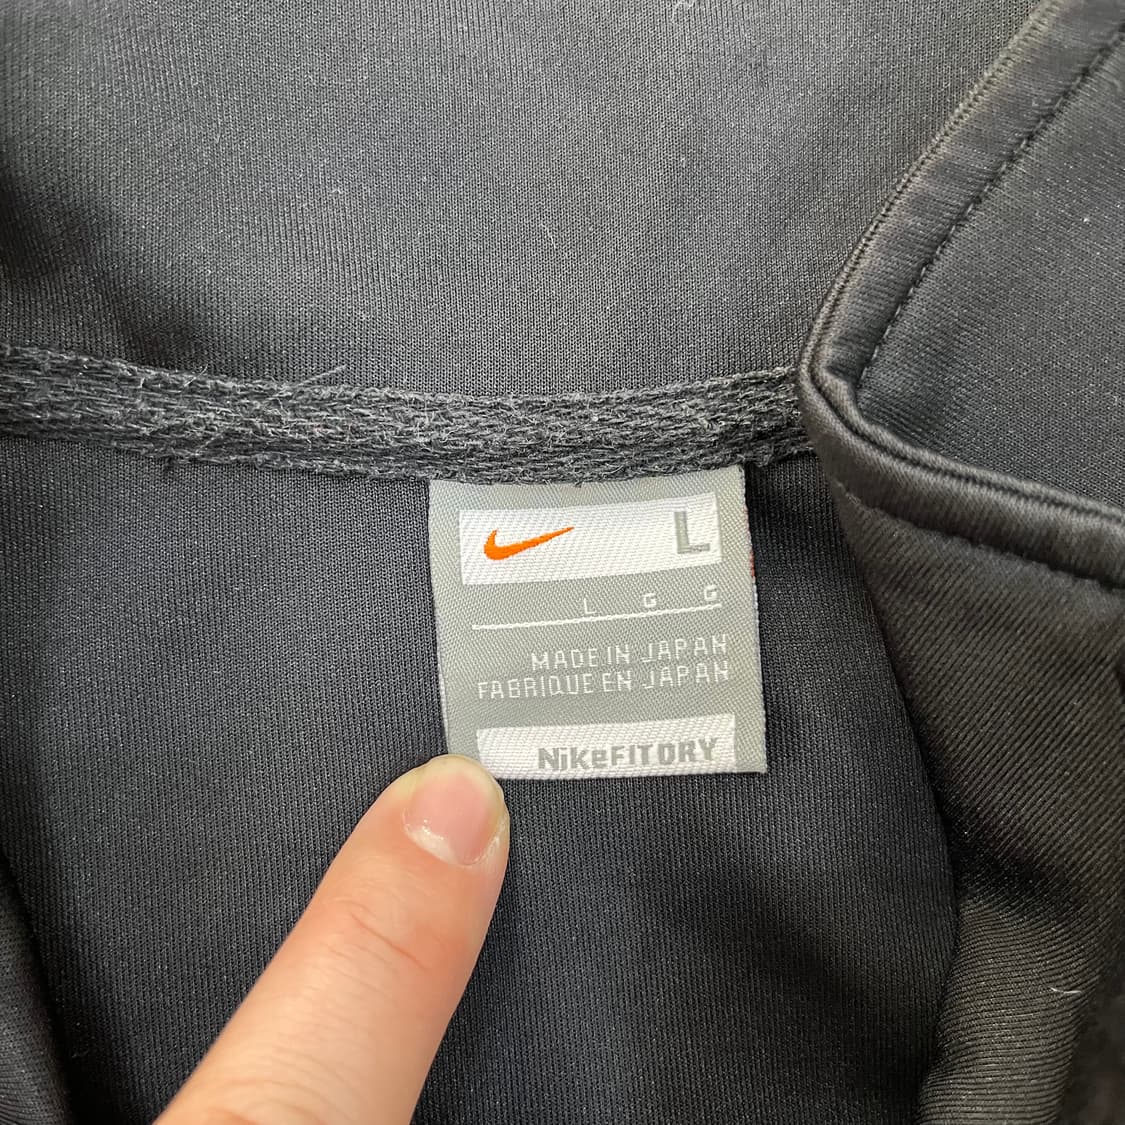 L
L G G
MADE IN JAPAN
FABRIQUE EN JAPAN
NikeFIT DRY